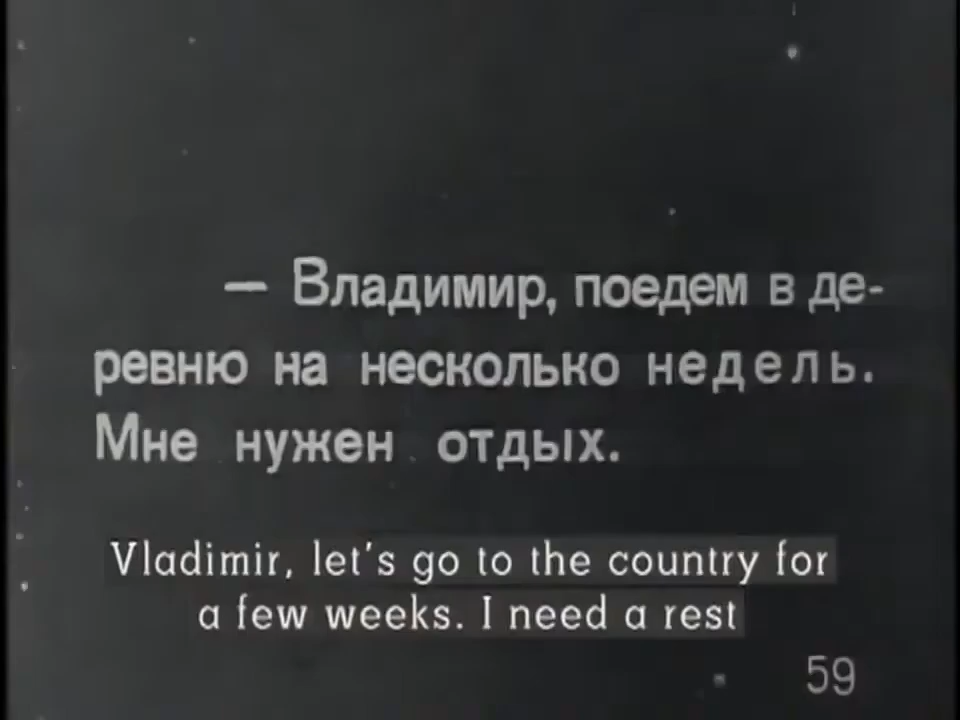 — Владимир, поедем в де-
ревню на несколько недель.
Мне нужен отдых.
Vladimir, let's go to the country for
a few weeks. I need a rest
59